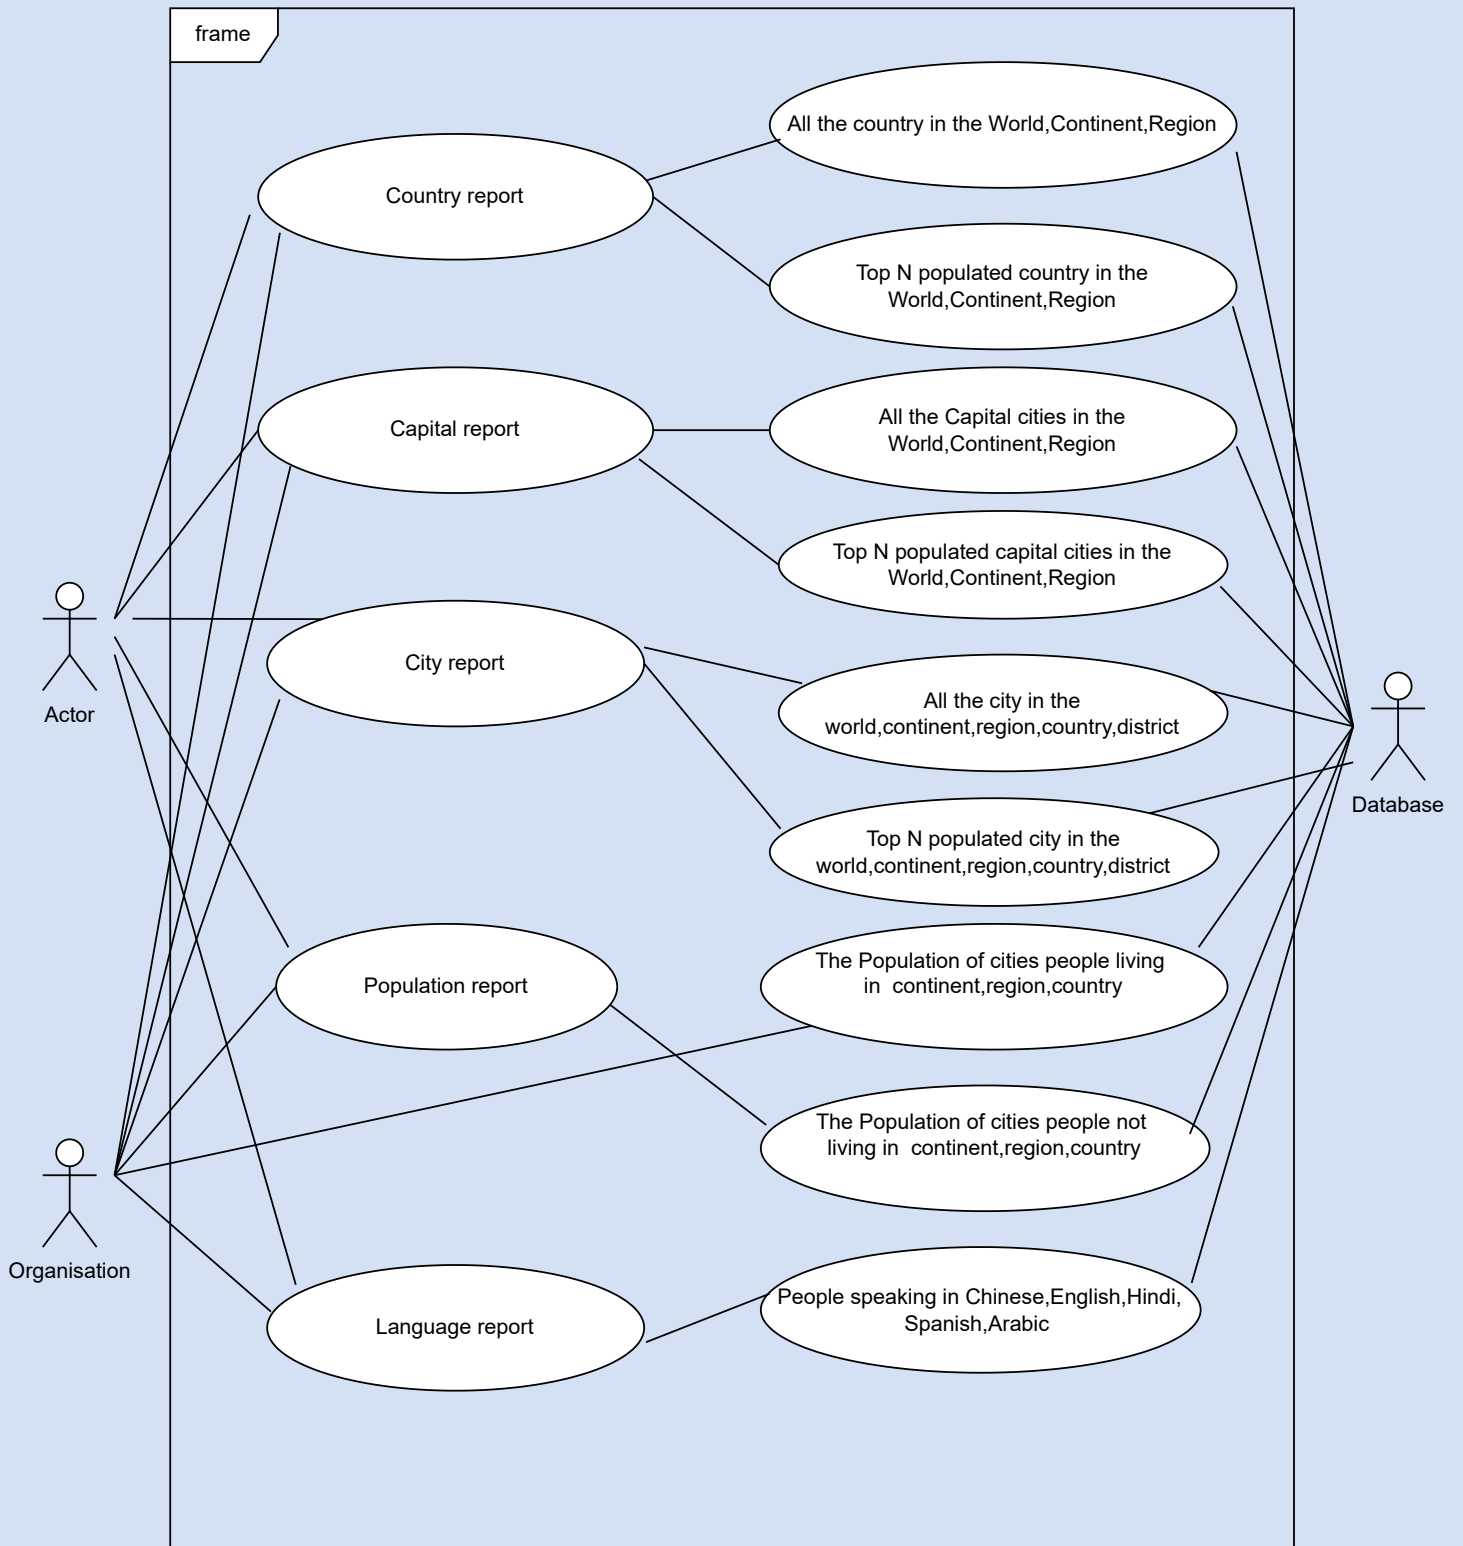 frame
All the country in the World,Continent,Region
Country report
Top N populated country in the
World,Continent,Region
Capital report
All the Capital cities in the
World,Continent,Region
Top N populated capital cities in the
World,Continent,Region
City report
Actor
All the city in the
world,continent,region,country,district
Database
Top N populated city in the
world,continent,region,country,district
Population report
The Population of cities people living
in  continent,region,country
The Population of cities people not
living in  continent,region,country
Organisation
Language report
People speaking in Chinese,English,Hindi,
Spanish,Arabic